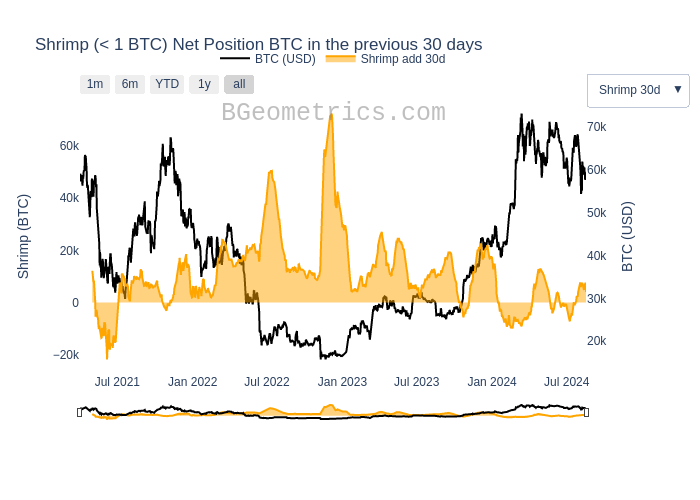 Shrimp (< 1 BTC) Net Position BTC in the previous 30 days
BTC (USD) Shrimp add 30d
1m 6m YTD 1y all
Shrimp 30d ▼
BGeometrics.com
60k
40k
20k
0
−20k
Shrimp (BTC)
70k
60k
50k
40k
30k
20k
BTC (USD)
Jul 2021 Jan 2022 Jul 2022 Jan 2023 Jul 2023 Jan 2024 Jul 2024